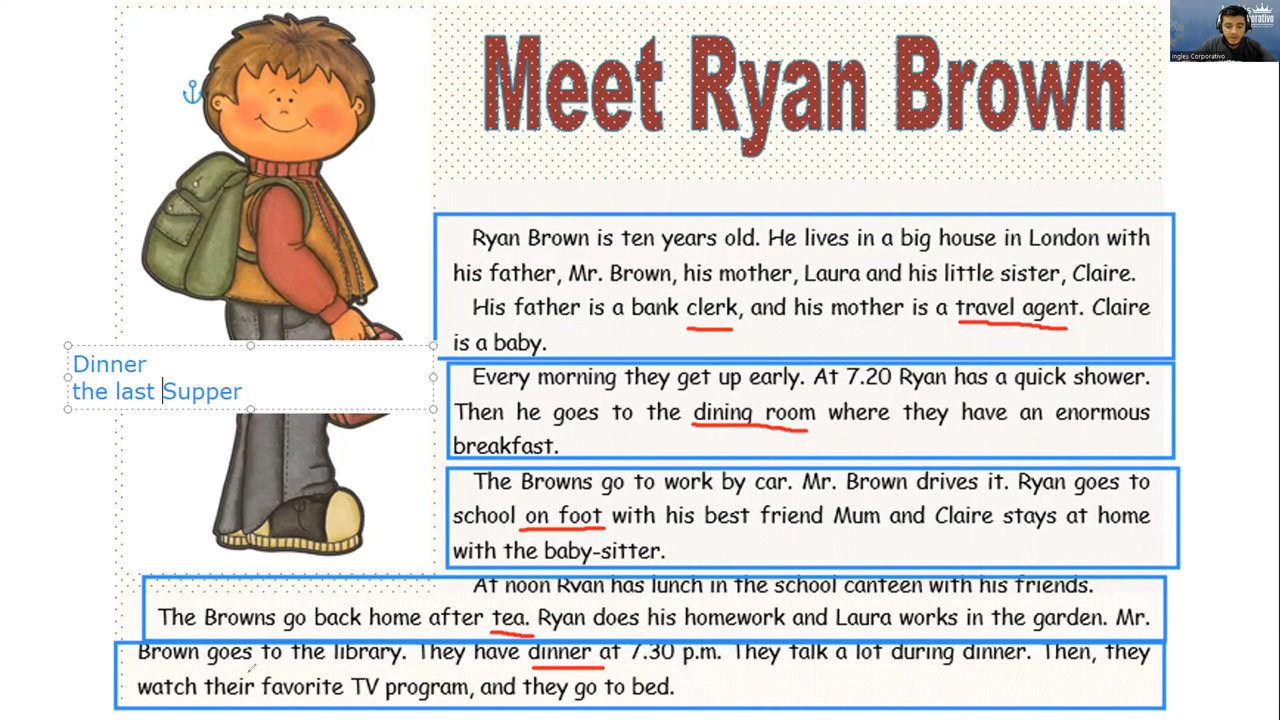 Meet Ryan Brown
Ryan Brown is ten years old. He lives in a big house in London with
his father, Mr. Brown, his mother, Laura and his little sister, Claire.
His father is a bank clerk, and his mother is a travel agent. Claire
is a baby.
Dinner
the last Supper
Every morning they get up early. At 7.20 Ryan has a quick shower.
Then he goes to the dining room where they have an enormous
breakfast.
The Browns go to work by car. Mr. Brown drives it. Ryan goes to
school on foot with his best friend Mum and Claire stays at home
with the baby-sitter.
At noon Ryan has lunch in the school canteen with his friends.
The Browns go back home after tea. Ryan does his homework and Laura works in the garden. Mr.
Brown goes to the library. They have dinner at 7.30 p.m. They talk a lot during dinner. Then, they
watch their favorite TV program, and they go to bed.
Ingles Corporativo